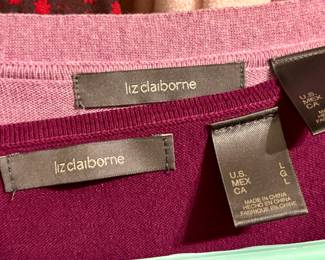 liz claiborne
U.S.
MEX
CA
liz claiborne
U.S. L
MEX G
CA L
MADE IN CHINA
HECHO EN CHINA
FABRIQUÉ EN CHINE